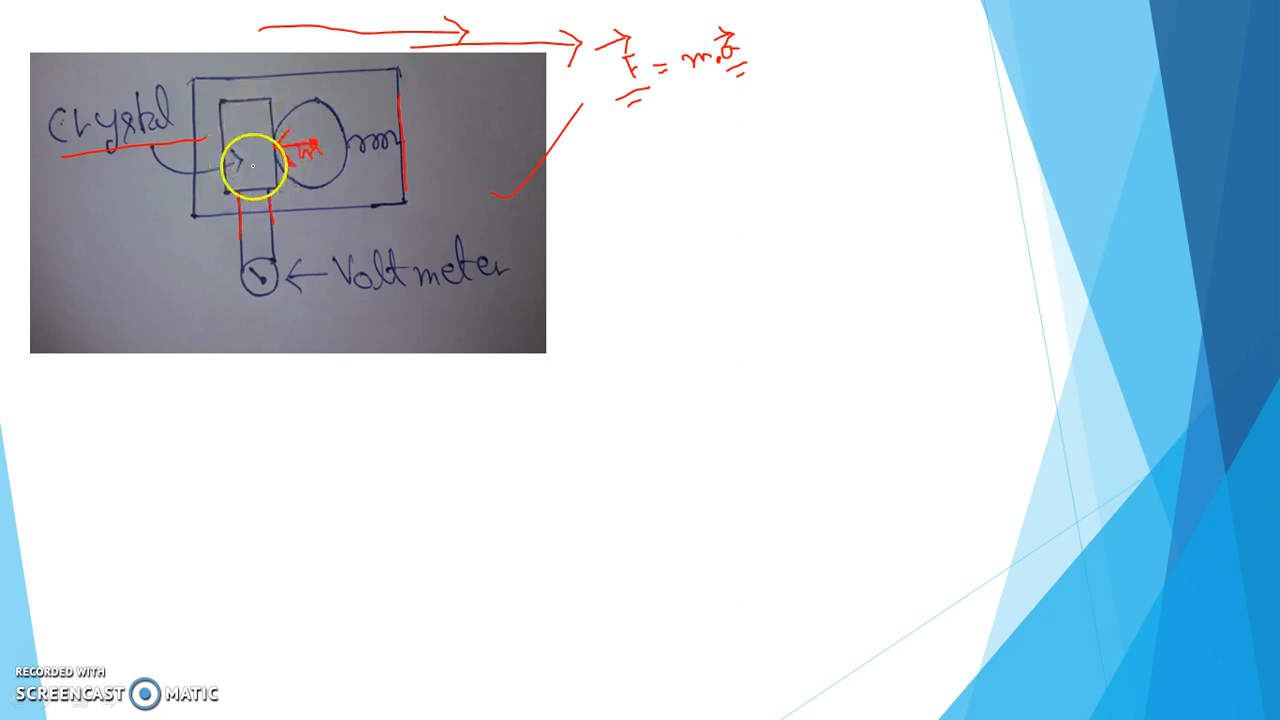 F = m.a
Crystal
m
← Voltmeter
RECORDED WITH
SCREENCAST MATIC